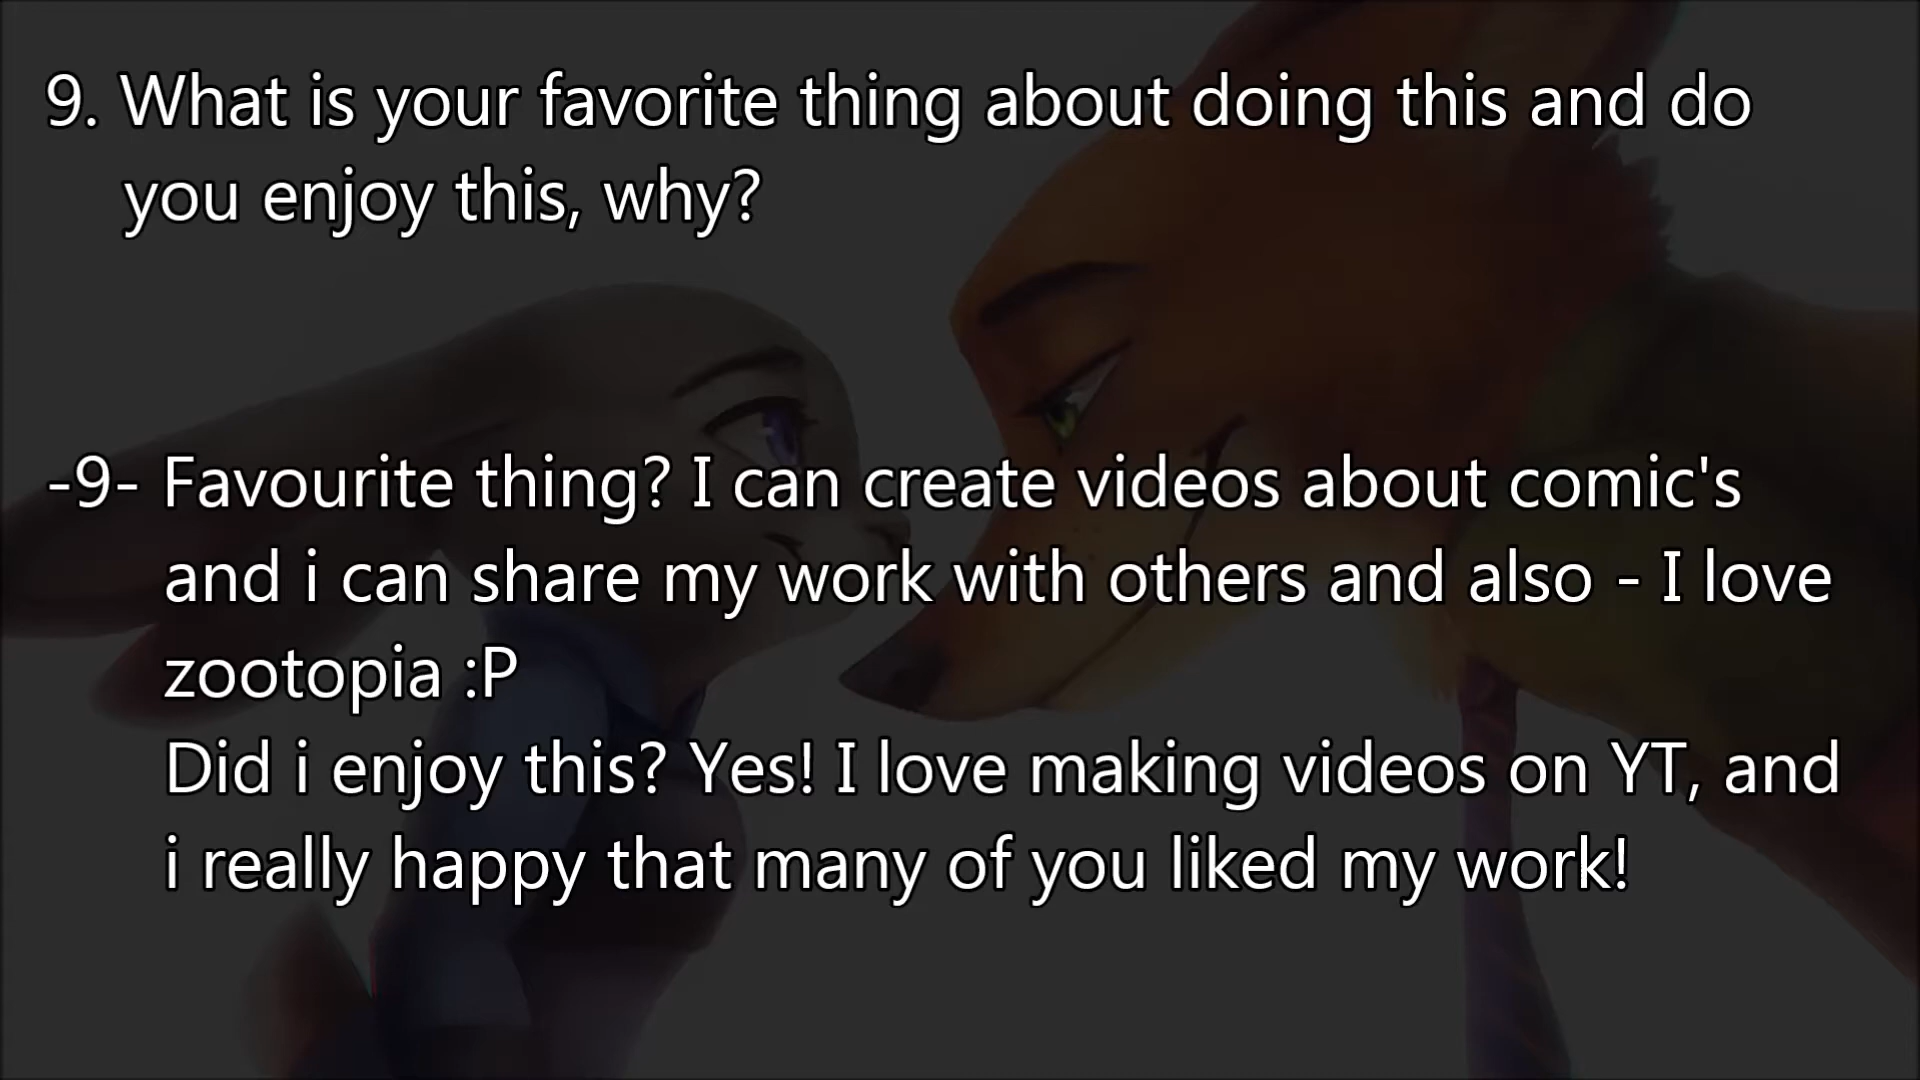 9. What is your favorite thing about doing this and do
you enjoy this, why?
-9- Favourite thing? I can create videos about comic's
and i can share my work with others and also - I love
zootopia :P
Did i enjoy this? Yes! I love making videos on YT, and
i really happy that many of you liked my work!